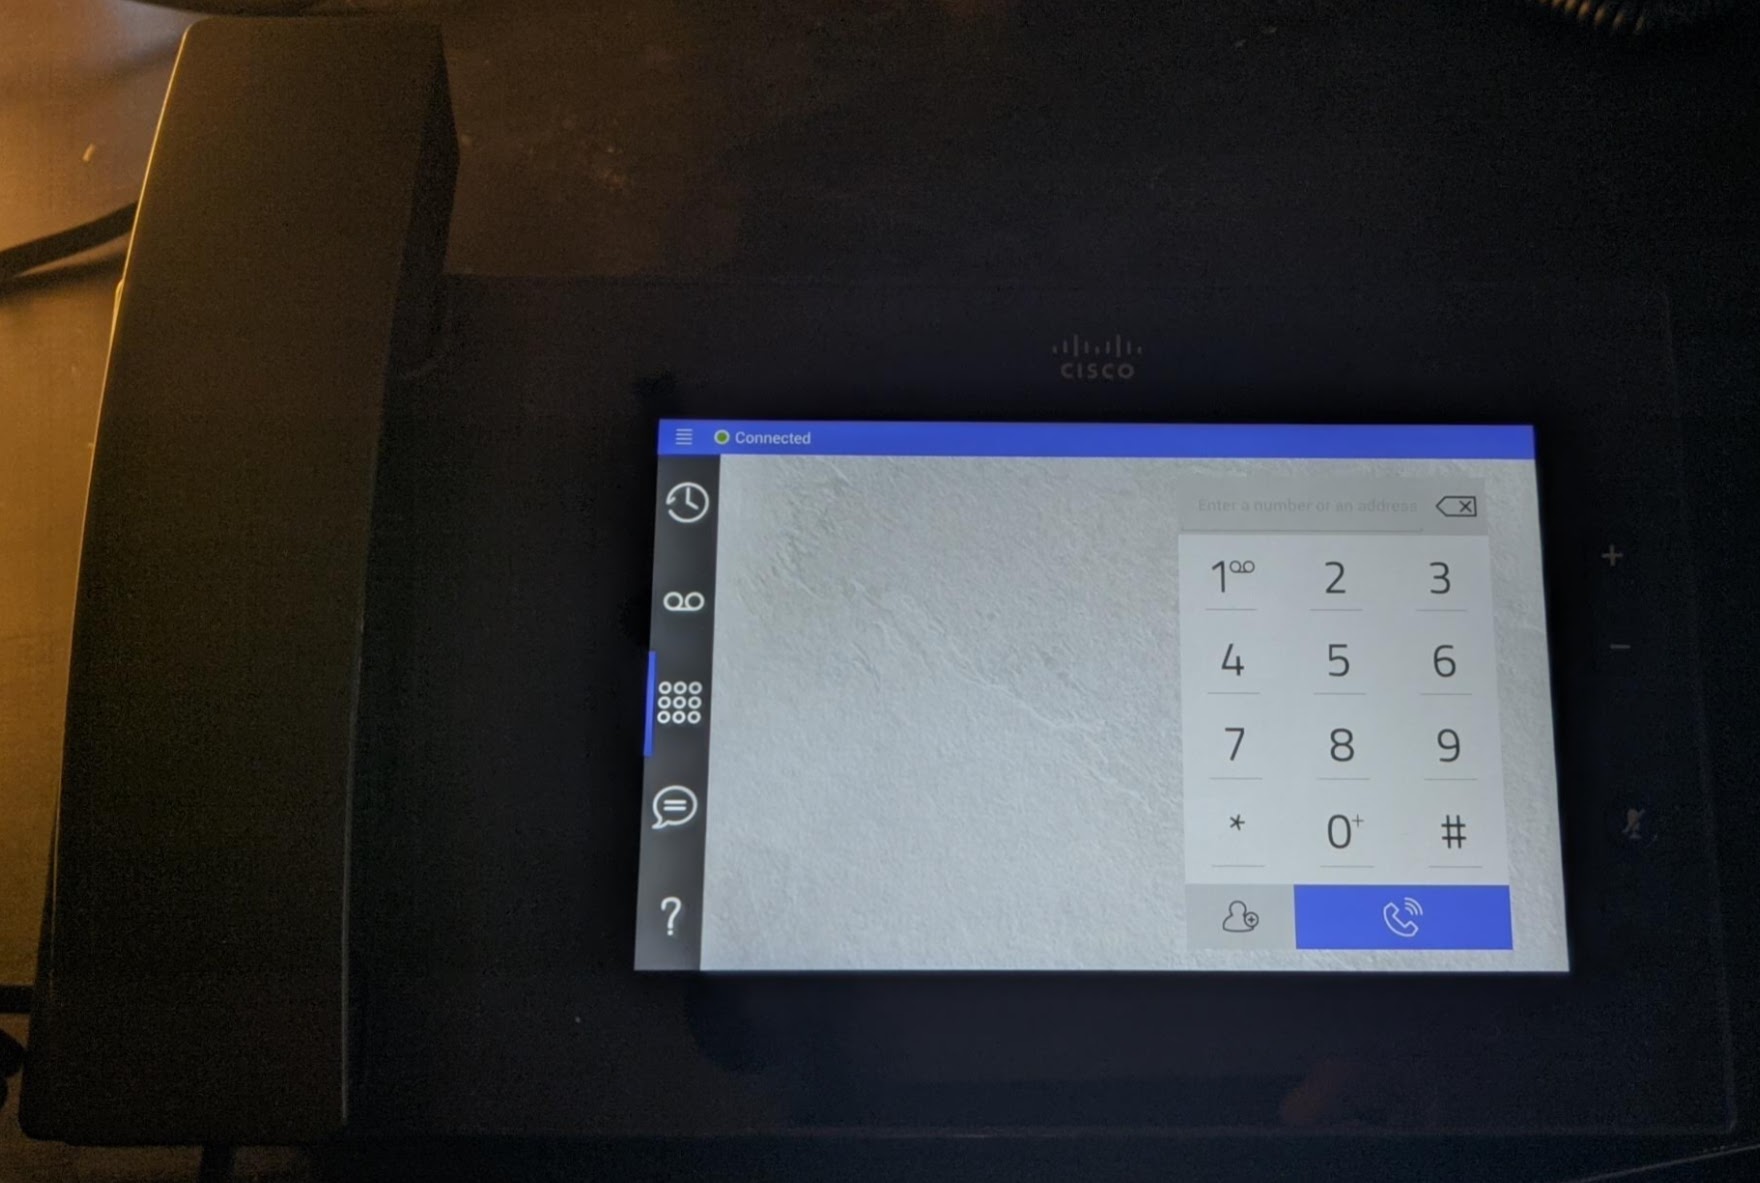 CISCO
Connected
Enter a number or an address
1 2 3
4 5 6
7 8 9
* 0+ #
?
+
−